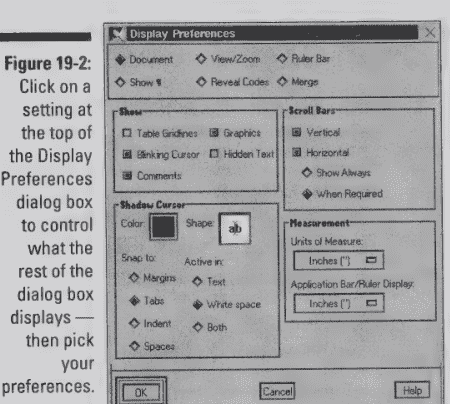 Figure 19-2:
Click on a
setting at
the top of
the Display
Preferences
dialog box
to control
what the
rest of the
dialog box
displays —
then pick
your
preferences.
Display Preferences
Document View/Zoom Ruler Bar
Show ¶ Reveal Codes Merge
Show
Table Gridlines Graphics
Blinking Cursor Hidden Text
Comments
Scroll Bars
Vertical
Horizontal
Show Always
When Required
Shadow Cursor
Color: Shape: ab
Snap to: Active in:
Margins Text
Tabs White space
Indent Both
Spaces
Measurement
Units of Measure:
Inches (")
Application Bar/Ruler Display:
Inches (")
OK Cancel Help